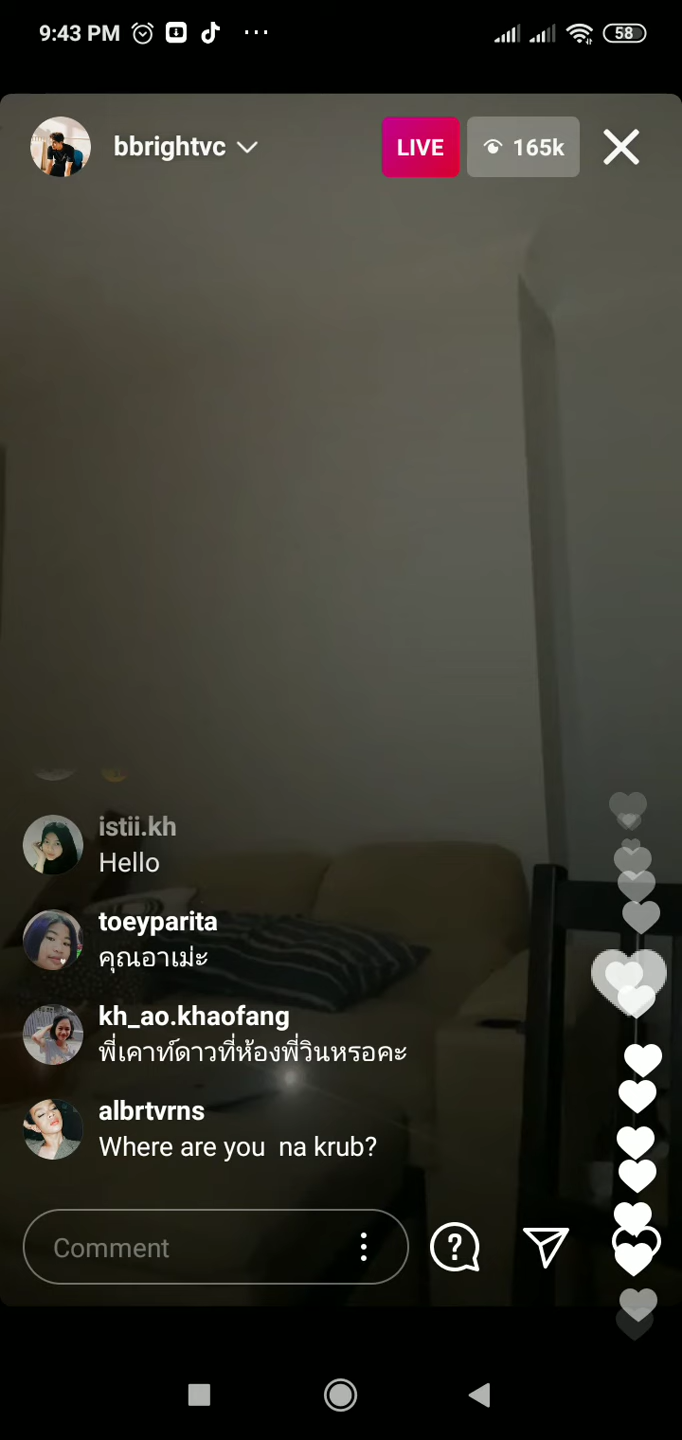 9:43 PM
58
bbrightvc
LIVE
165k
istii.kh
Hello
toeyparita
คุณอาเม่ะ
kh_ao.khaofang
พี่เคาท์ดาวที่ห้องพี่วินหรอคะ
albrtvrns
Where are you na krub?
Comment